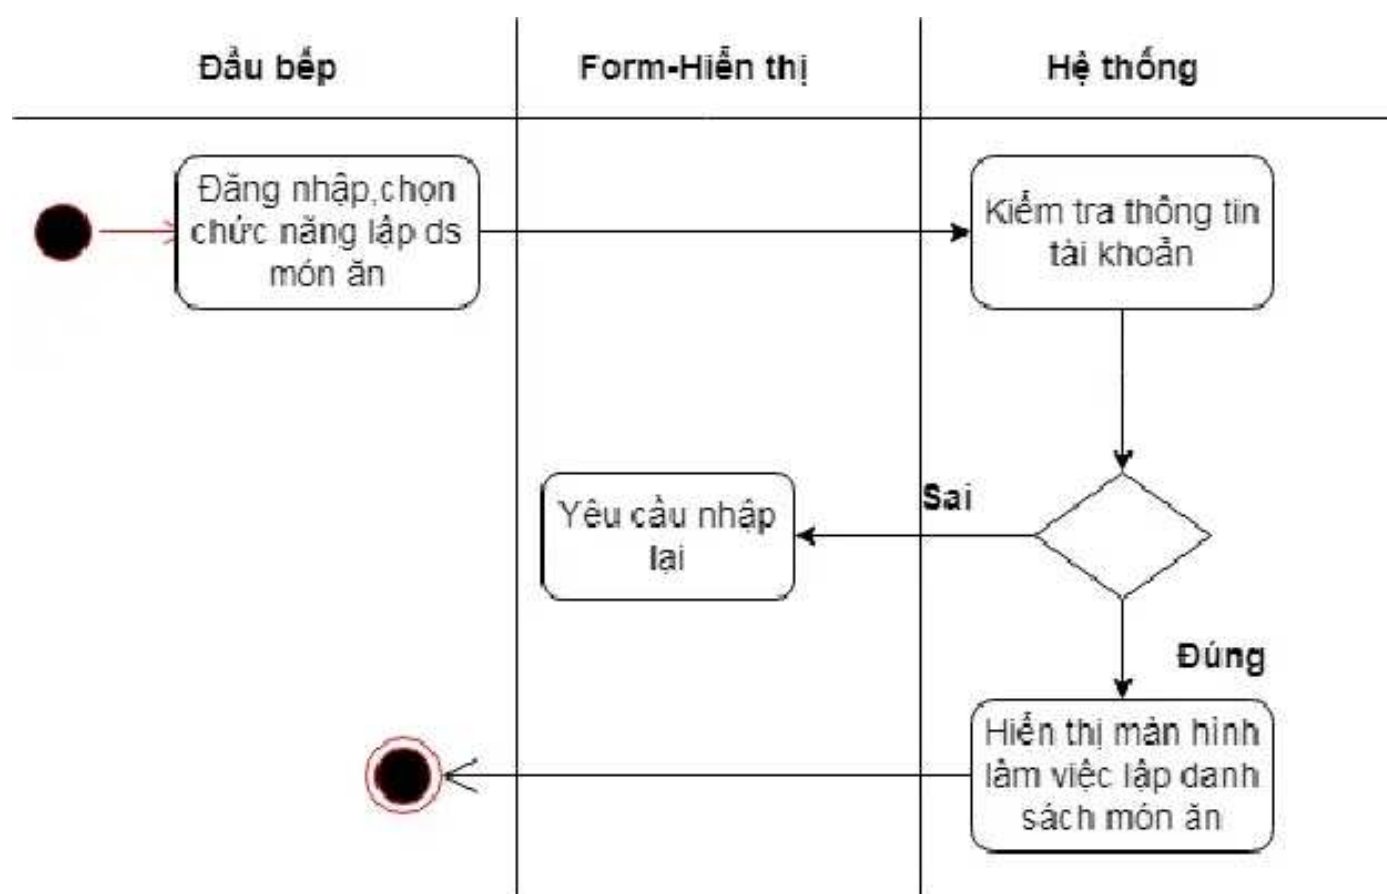 Đầu bếp
Form-Hiển thị
Hệ thống
Đăng nhập,chọn
chức năng lập ds
món ăn
Kiểm tra thông tin
tài khoản
Yêu cầu nhập
lại
Sai
Đúng
Hiển thị màn hình
làm việc lập danh
sách món ăn